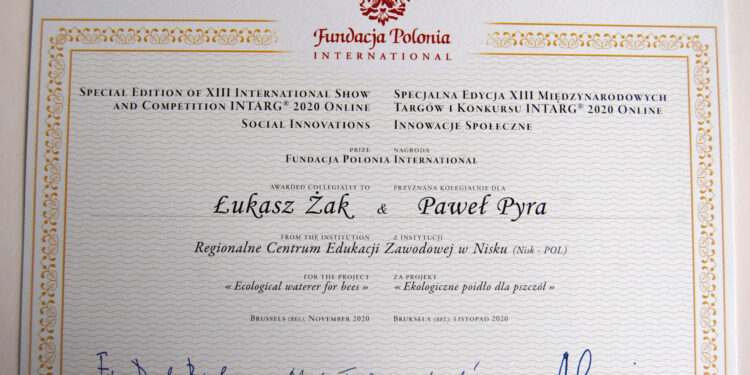 Fundacja Polonia
INTERNATIONAL
Special Edition of XIII International Show
and Competition INTARG® 2020 Online
Social Innovations
Specjalna Edycja XIII Międzynarodowych
Targów i Konkursu INTARG® 2020 Online
Innowacje Społeczne
PRIZE NAGRODA
Fundacja Polonia International
AWARDED COLLEGIALLY TO PRZYZNANA KOLEGIALNIE DLA
Łukasz Żak & Paweł Pyra
FROM THE INSTITUTION Z INSTYTUCJI
Regionalne Centrum Edukacji Zawodowej w Nisku (Nisk - POL)
FOR THE PROJECT ZA PROJEKT
« Ecological waterer for bees » « Ekologiczne poidło dla pszczół »
Brussels (BEL), November 2020 Bruksela (BEL), listopad 2020